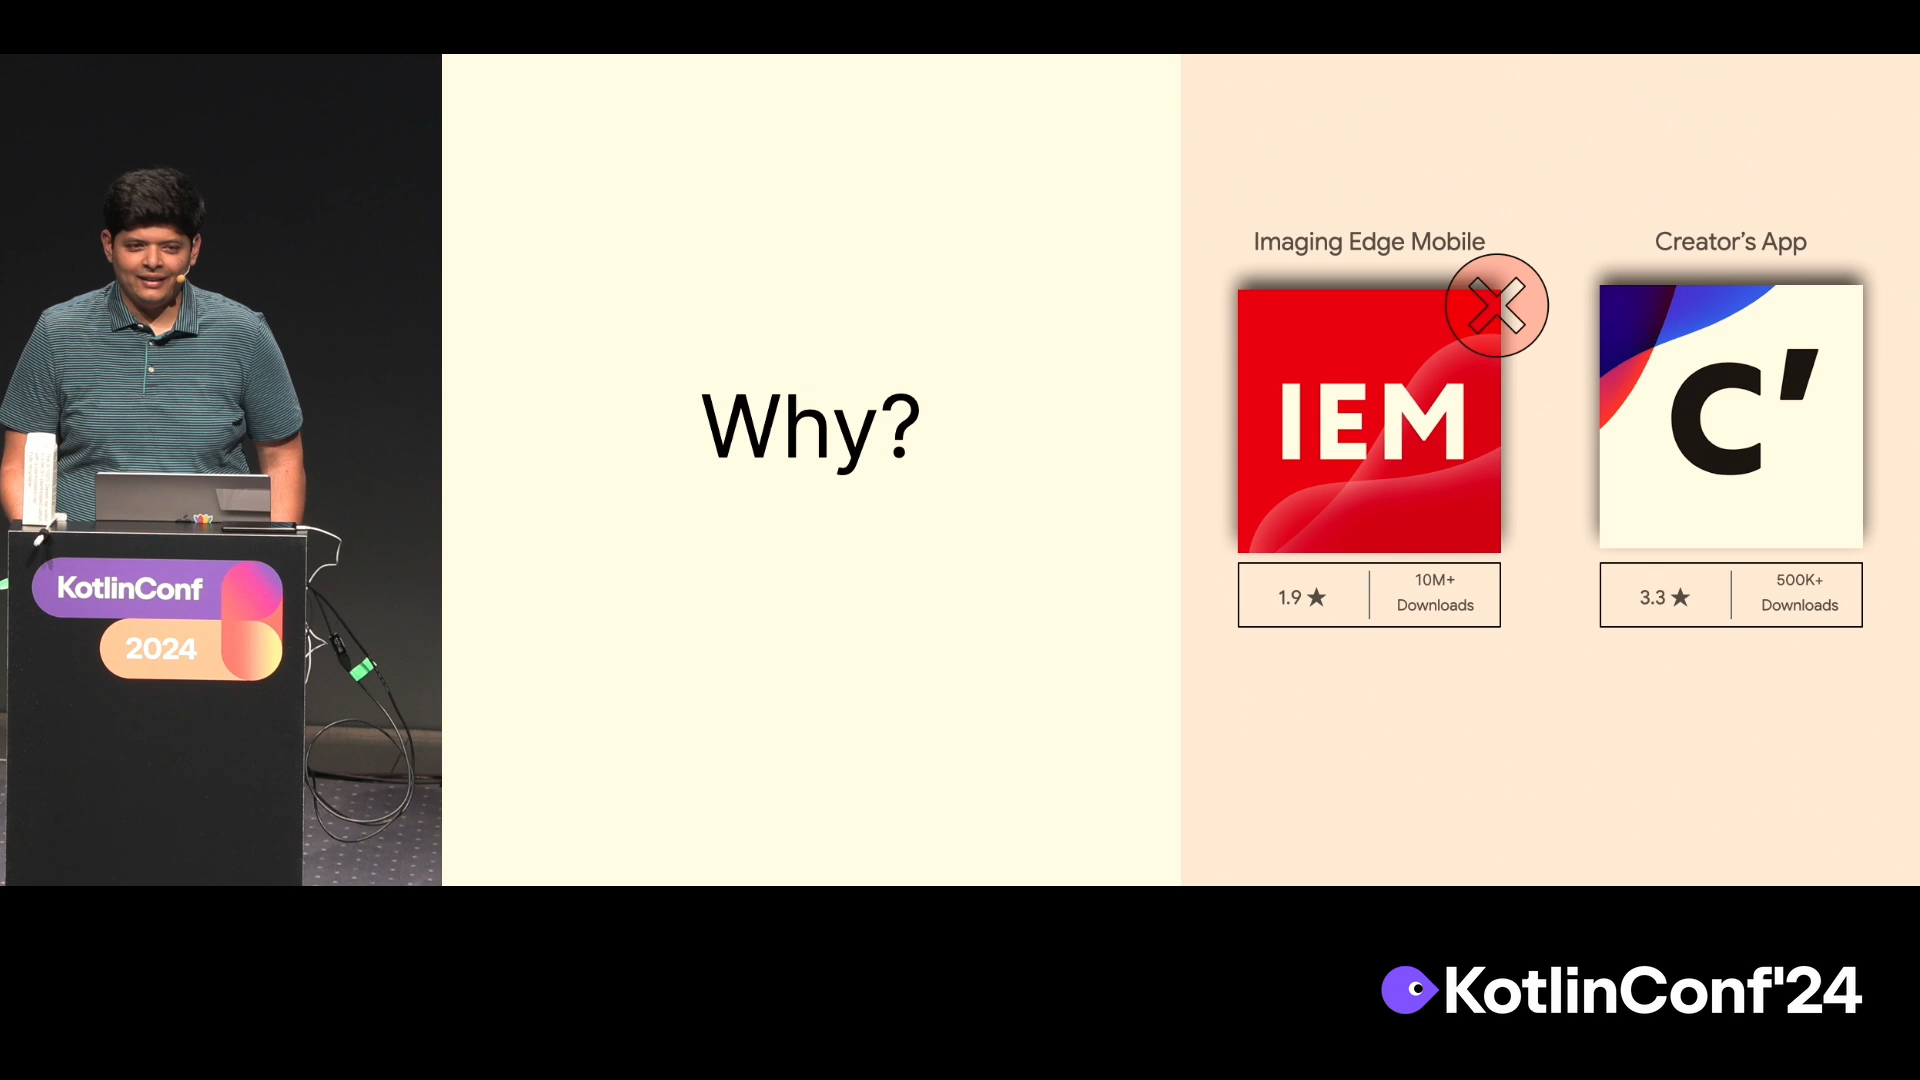 Why?
Imaging Edge Mobile
IEM
1.9 ★
10M+
Downloads
Creator's App
C'
3.3 ★
500K+
Downloads
KotlinConf
2024
KotlinConf'24